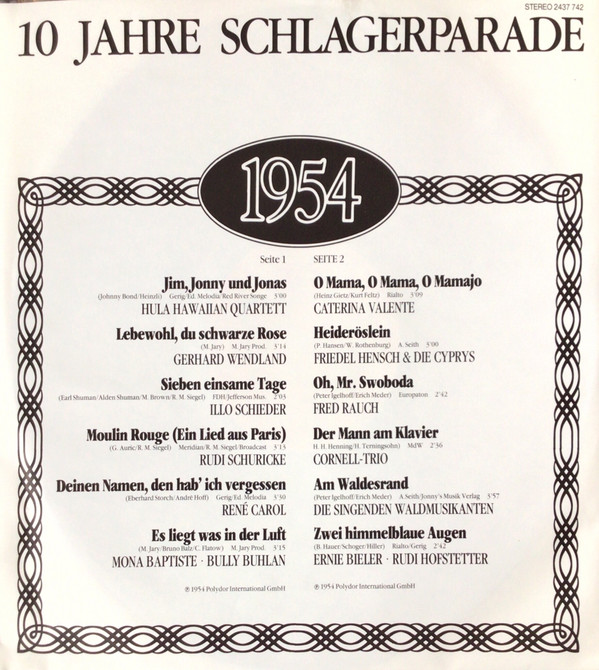 STEREO 2437 742
10 JAHRE SCHLAGERPARADE
1954
Seite 1
Jim, Jonny und Jonas
(Johnny Bond/Heinzli) Gerig/Ed. Melodia/Red River Songe 3'00
HULA HAWAIIAN QUARTETT
Lebewohl, du schwarze Rose
(M. Jary) M. Jary Prod. 3'14
GERHARD WENDLAND
Sieben einsame Tage
(Earl Shuman/Alden Shuman/M. Brown/R. M. Siegel) FDH/Jefferson Mus. 2'03
ILLO SCHIEDER
Moulin Rouge (Ein Lied aus Paris)
(G. Auric/R. M. Siegel) Meridian/R. M. Siegel/Broadcast 3'13
RUDI SCHURICKE
Deinen Namen, den hab' ich vergessen
(Eberhard Storch/André Hoff) Gerig/Ed. Melodia 3'30
RENÉ CAROL
Es liegt was in der Luft
(M. Jary/Bruno Balz/C. Flatow) M. Jary Prod. 3'15
MONA BAPTISTE · BULLY BUHLAN
℗ 1954 Polydor International GmbH
SEITE 2
O Mama, O Mama, O Mamajo
(Heinz Gietz/Kurt Feltz) Rialto 3'09
CATERINA VALENTE
Heideröslein
(P. Hansen/W. Rothenburg) A. Seith 3'00
FRIEDEL HENSCH & DIE CYPRYS
Oh, Mr. Swoboda
(Peter Igelhoff/Erich Meder) Europaton 2'42
FRED RAUCH
Der Mann am Klavier
H. H. Henning/H. Terningsohn) MdW 2'36
CORNELL-TRIO
Am Waldesrand
(Peter Igelhoff/Erich Meder) A. Seith/Jonny's Musik Verlag 3'57
DIE SINGENDEN WALDMUSIKANTEN
Zwei himmelblaue Augen
(B. Hauer/Schoger/Hiller) Rialto/Gerig 2'42
ERNIE BIELER · RUDI HOFSTETTER
℗ 1954 Polydor International GmbH